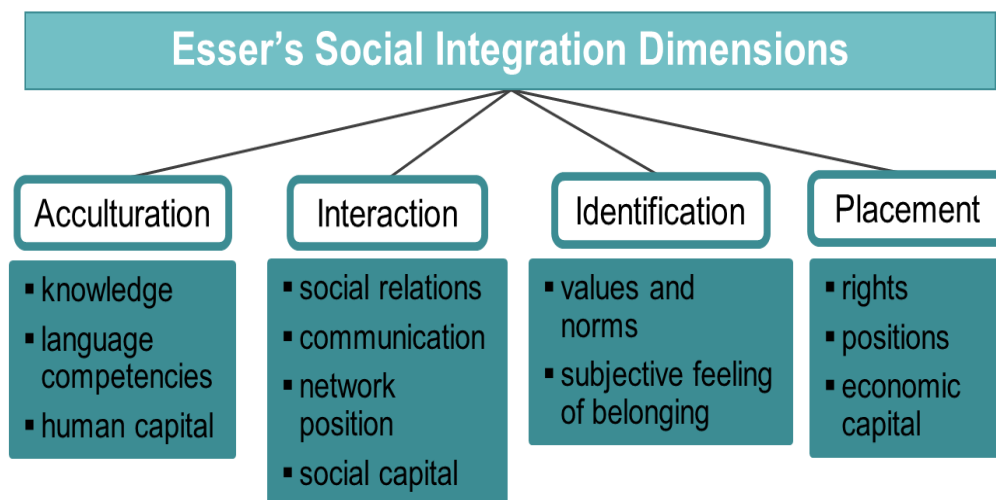 Esser’s Social Integration Dimensions
Acculturation
▪ knowledge
▪ language
competencies
▪ human capital
Interaction
▪ social relations
▪ communication
▪ network
position
▪ social capital
Identification
▪ values and
norms
▪ subjective feeling
of belonging
Placement
▪ rights
▪ positions
▪ economic
capital